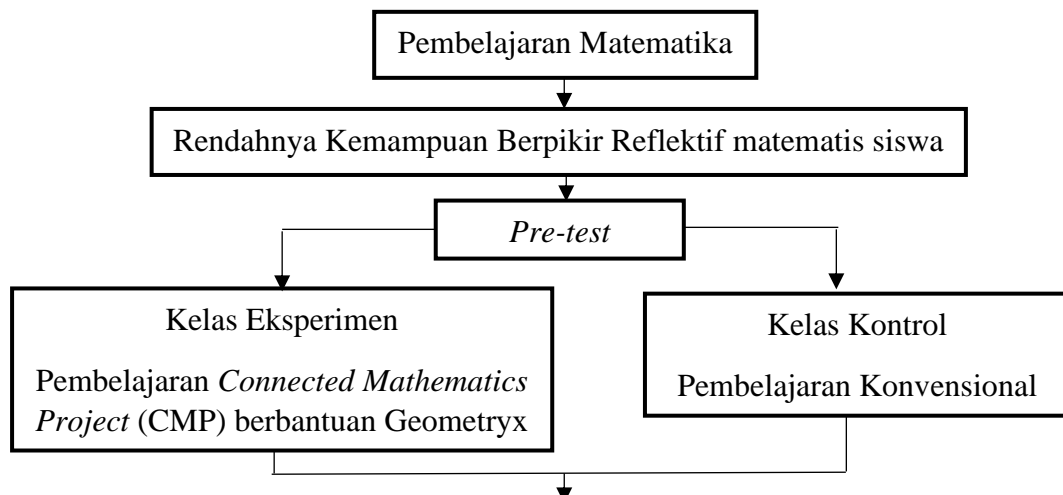 Pembelajaran Matematika
Rendahnya Kemampuan Berpikir Reflektif matematis siswa
Pre-test
Kelas Eksperimen
Pembelajaran Connected Mathematics
Project (CMP) berbantuan Geometryx
Kelas Kontrol
Pembelajaran Konvensional